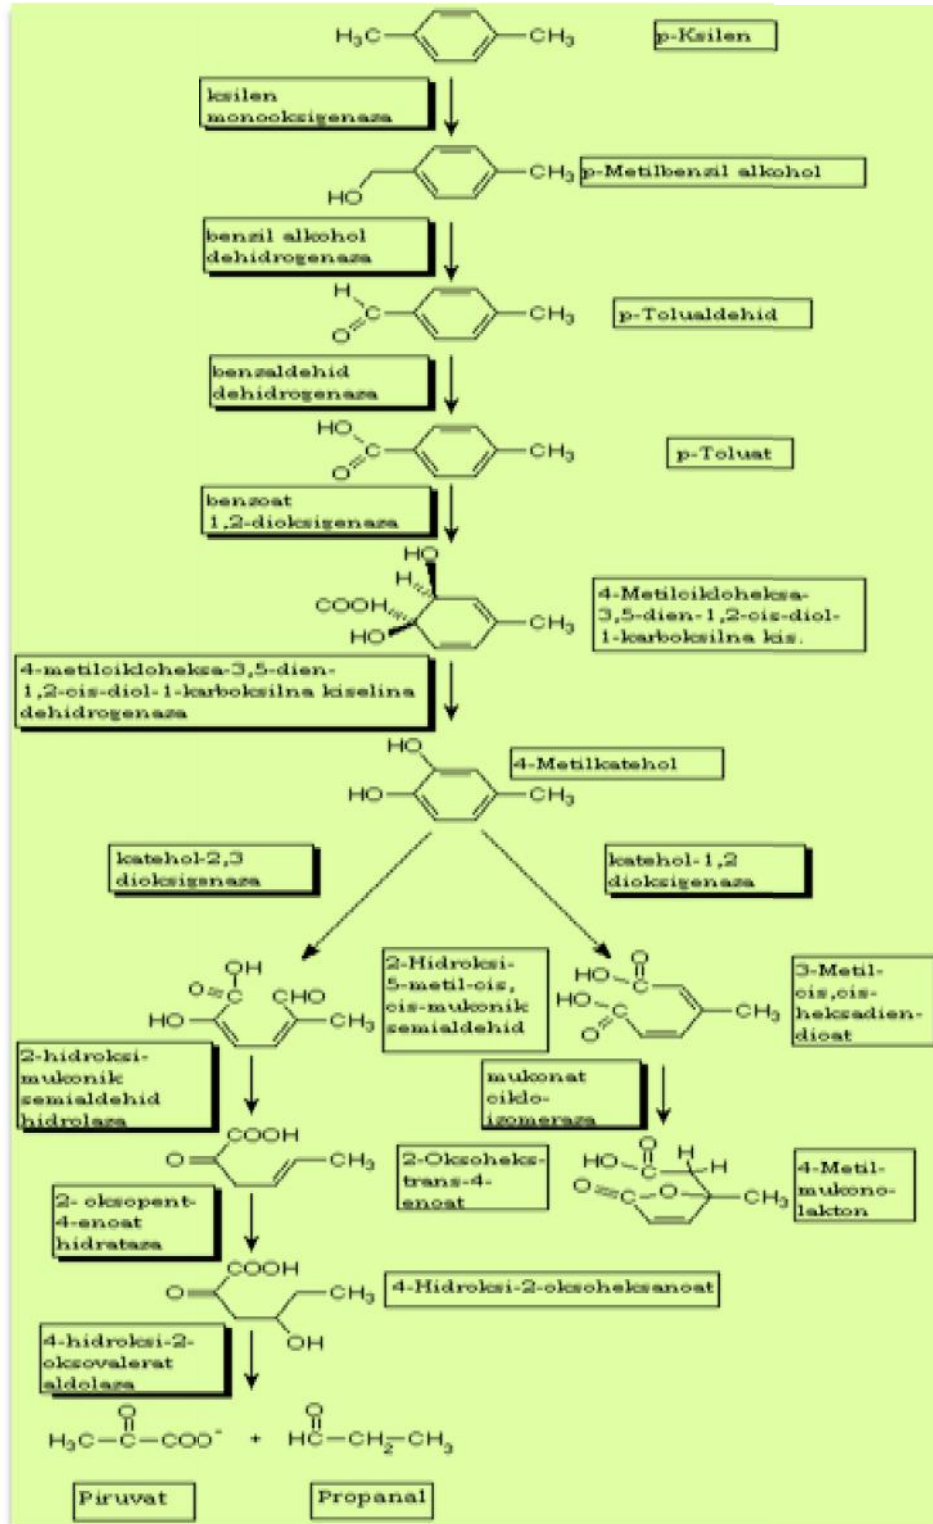 H₃C
CH₃
p-Ksilen
ksilen
monooksigenaza
HO
CH₃
p-Metilbenzil alkohol
benzil alkohol
dehidrogenaza
H
C
O
CH₃
p-Tolualdehid
benzaldehid
dehidrogenaza
HO
C
O
CH₃
p-Toluat
benzoat
1,2-dioksigenaza
HO
H
COOH
HO
CH₃
4-Metilcikloheksa-
3,5-dien-1,2-cis-diol-
1-karboksilna kis.
4-metilcikloheksa-3,5-dien-
1,2-cis-diol-1-karboksilna kiselina
dehidrogenaza
HO
HO
CH₃
4-Metilkatehol
katehol-2,3
dioksigenaza
katehol-1,2
dioksigenaza
OH
O
C
CHO
HO
CH₃
2-Hidroksi-
5-metil-cis,
cis-mukonik
semialdehid
O
HO
C
HO
C
O
CH₃
3-Metil-
cis,cis-
heksadien-
dioat
2-hidroksi-
mukonik
semialdehid
hidrolaza
mukonat
ciklo-
izomeraza
COOH
O
CH₃
2-Oksoheks-
trans-4-
enoat
O
HO
C
H
H
O
C
O
CH₃
4-Metil-
mukono-
lakton
2- oksopent-
4-enoat
hidrataza
COOH
O
CH₃
OH
4-Hidroksi-2-oksoheksanoat
4-hidroksi-2-
oksovalerat
aldolaza
O
H₃C—C—COO⁻ +
O
HC—CH₂—CH₃
Piruvat
Propanal